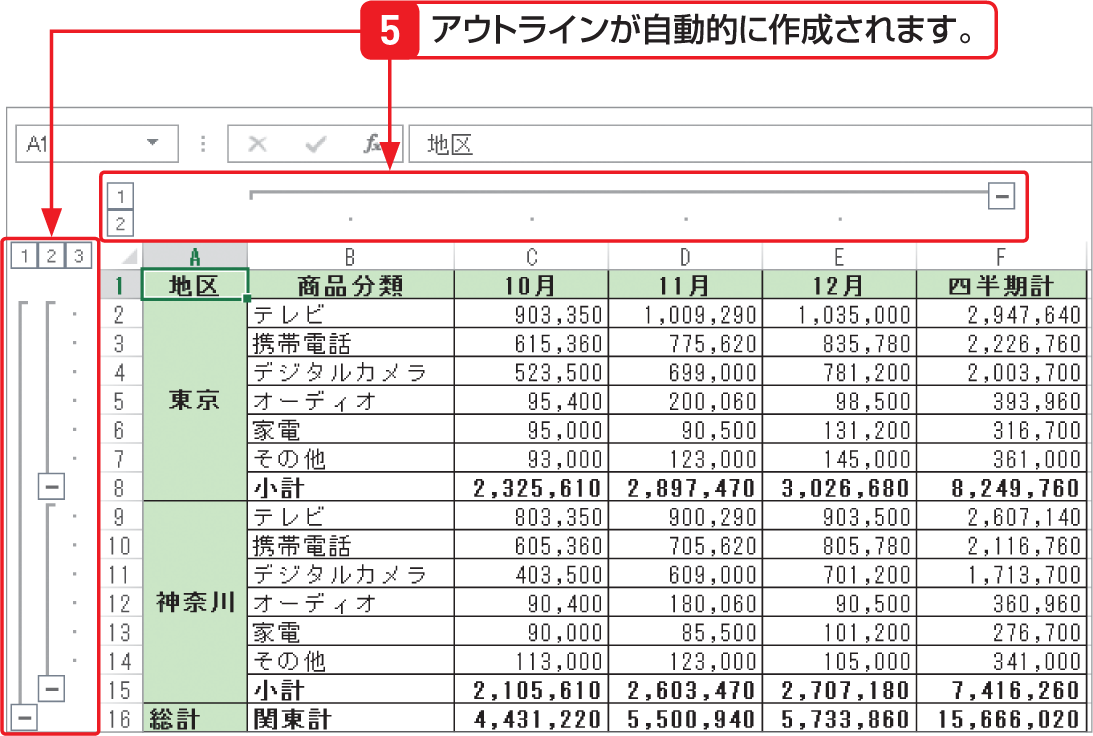 5 アウトラインが自動的に作成されます。
A1 fx 地区
1
2
1 2 3 A B C D E F
1 地区 商品分類 10月 11月 12月 四半期計
2 テレビ 903,350 1,009,290 1,035,000 2,947,640
3 携帯電話 615,360 775,620 835,780 2,226,760
4 デジタルカメラ 523,500 699,000 781,200 2,003,700
5 東京 オーディオ 95,400 200,060 98,500 393,960
6 家電 95,000 90,500 131,200 316,700
7 その他 93,000 123,000 145,000 361,000
8 小計 2,325,610 2,897,470 3,026,680 8,249,760
9 テレビ 803,350 900,290 903,500 2,607,140
10 携帯電話 605,360 705,620 805,780 2,116,760
11 デジタルカメラ 403,500 609,000 701,200 1,713,700
12 神奈川 オーディオ 90,400 180,060 90,500 360,960
13 家電 90,000 85,500 101,200 276,700
14 その他 113,000 123,000 105,000 341,000
15 小計 2,105,610 2,603,470 2,707,180 7,416,260
16 総計 関東計 4,431,220 5,500,940 5,733,860 15,666,020